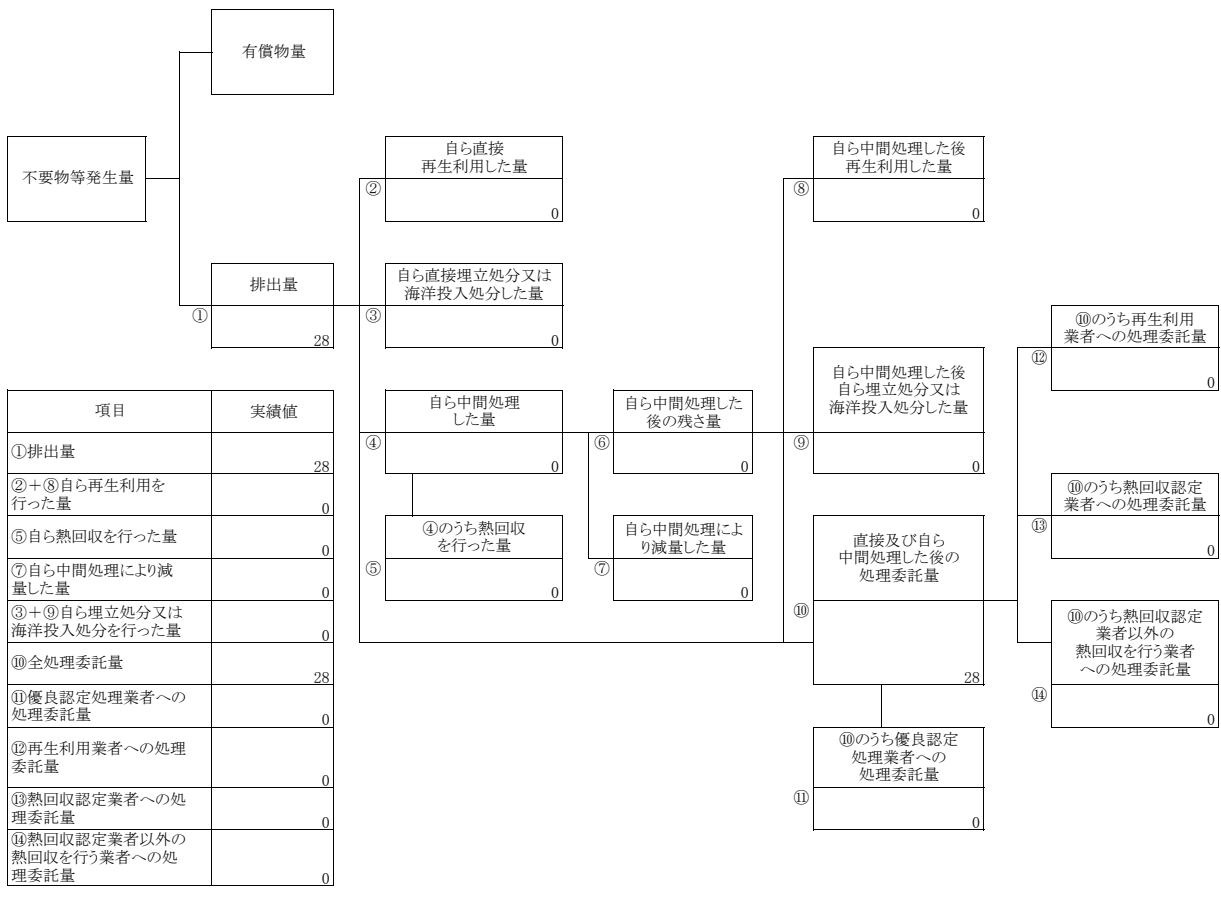 有償物量
不要物等発生量
排出量
①
28
自ら直接
再生利用した量
②
0
自ら直接埋立処分又は
海洋投入処分した量
③
0
自ら中間処理
した量
④
0
④のうち熱回収
を行った量
⑤
0
自ら中間処理した
後の残さ量
⑥
0
自ら中間処理によ
り減量した量
⑦
0
自ら中間処理した後
再生利用した量
⑧
0
自ら中間処理した後
自ら埋立処分又は
海洋投入処分した量
⑨
0
直接及び自ら
中間処理した後の
処理委託量
⑩
28
⑩のうち優良認定
処理業者への
処理委託量
⑪
0
⑩のうち再生利用
業者への処理委託量
⑫
0
⑩のうち熱回収認定
業者への処理委託量
⑬
0
⑩のうち熱回収認定
業者以外の
熱回収を行う業者
への処理委託量
⑭
0
項目 実績値
①排出量
28
②＋⑧自ら再生利用を
行った量
0
⑤自ら熱回収を行った量
0
⑦自ら中間処理により減
量した量
0
③＋⑨自ら埋立処分又は
海洋投入処分を行った量
0
⑩全処理委託量
28
⑪優良認定処理業者への
処理委託量
0
⑫再生利用業者への処理
委託量
0
⑬熱回収認定業者への処
理委託量
0
⑭熱回収認定業者以外の
熱回収を行う業者への処
理委託量
0